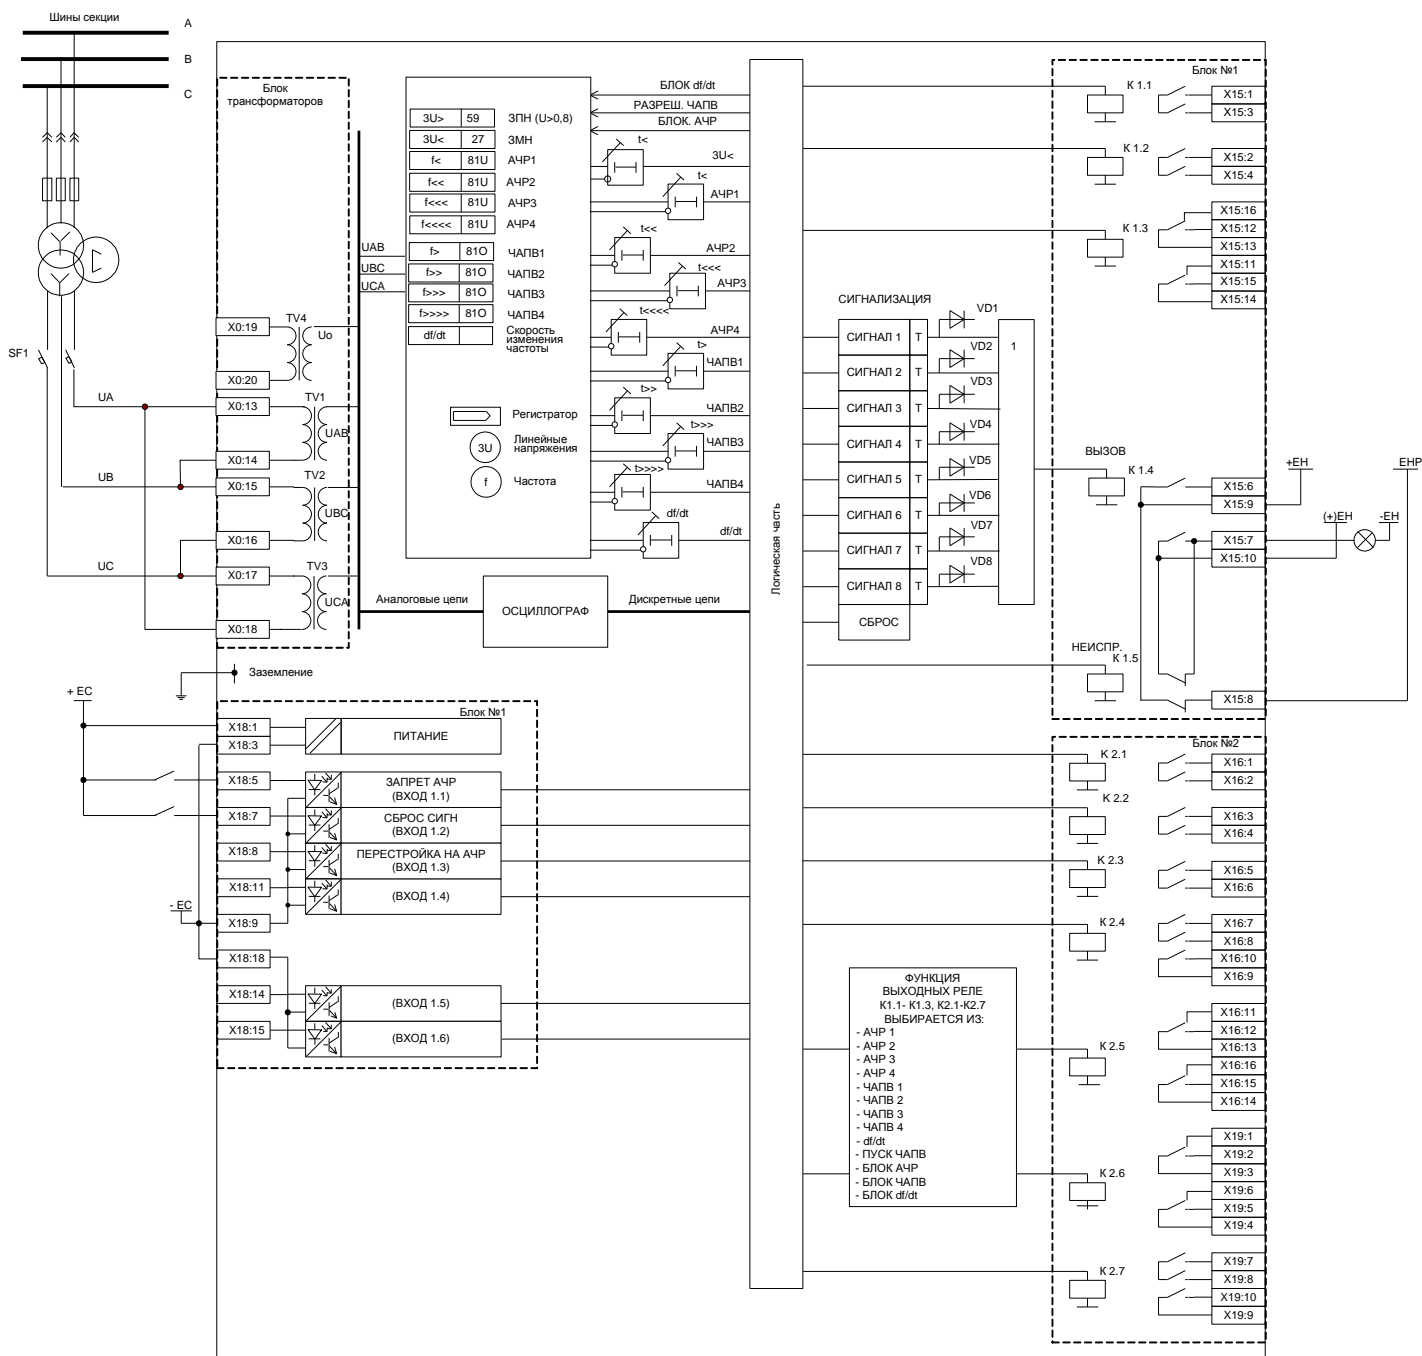 Шины секции
A
B
C
SF1
UA
UB
UC
Блок
трансформаторов
X0:19
X0:20
X0:13
X0:14
X0:15
X0:16
X0:17
X0:18
TV4
Uo
TV1
UAB
TV2
UBC
TV3
UCA
UAB
UBC
UCA
3U> 59 ЗПН (U>0,8)
3U< 27 ЗМН
f< 81U АЧР1
f<< 81U АЧР2
f<<< 81U АЧР3
f<<<< 81U АЧР4
f> 81O ЧАПВ1
f>> 81O ЧАПВ2
f>>> 81O ЧАПВ3
f>>>> 81O ЧАПВ4
df/dt Скорость
изменения
частоты
Регистратор
3U Линейные
напряжения
f Частота
БЛОК df/dt
РАЗРЕШ. ЧАПВ
БЛОК. АЧР
t<
3U<
t<
АЧР1
t<<
АЧР2
t<<<
АЧР3
t<<<<
АЧР4
t>
ЧАПВ1
t>>
ЧАПВ2
t>>>
ЧАПВ3
t>>>>
ЧАПВ4
df/dt
df/dt
Аналоговые цепи
ОСЦИЛЛОГРАФ
Дискретные цепи
Логическая часть
СИГНАЛИЗАЦИЯ
СИГНАЛ 1 T VD1
СИГНАЛ 2 T VD2
СИГНАЛ 3 T VD3
СИГНАЛ 4 T VD4
СИГНАЛ 5 T VD5
СИГНАЛ 6 T VD6
СИГНАЛ 7 T VD7
СИГНАЛ 8 T VD8
СБРОС
1
Блок №1
К 1.1
X15:1
X15:3
К 1.2
X15:2
X15:4
К 1.3
X15:16
X15:12
X15:13
X15:11
X15:15
X15:14
ВЫЗОВ
К 1.4
X15:6
X15:9
X15:7
X15:10
НЕИСПР.
К 1.5
X15:8
+EH
EHP
(+)EH
-EH
Заземление
+ EC
- EC
Блок №1
X18:1
X18:3
ПИТАНИЕ
X18:5
ЗАПРЕТ АЧР
(ВХОД 1.1)
X18:7
СБРОС СИГН
(ВХОД 1.2)
X18:8
ПЕРЕСТРОЙКА НА АЧР
(ВХОД 1.3)
X18:11
(ВХОД 1.4)
X18:9
X18:18
X18:14
(ВХОД 1.5)
X18:15
(ВХОД 1.6)
ФУНКЦИЯ
ВЫХОДНЫХ РЕЛЕ
К1.1- К1.3, К2.1-К2.7
ВЫБИРАЕТСЯ ИЗ:
- АЧР 1
- АЧР 2
- АЧР 3
- АЧР 4
- ЧАПВ 1
- ЧАПВ 2
- ЧАПВ 3
- ЧАПВ 4
- df/dt
- ПУСК ЧАПВ
- БЛОК АЧР
- БЛОК ЧАПВ
- БЛОК df/dt
Блок №2
К 2.1
X16:1
X16:2
К 2.2
X16:3
X16:4
К 2.3
X16:5
X16:6
К 2.4
X16:7
X16:8
X16:10
X16:9
К 2.5
X16:11
X16:12
X16:13
X16:16
X16:15
X16:14
К 2.6
X19:1
X19:2
X19:3
X19:6
X19:5
X19:4
К 2.7
X19:7
X19:8
X19:10
X19:9